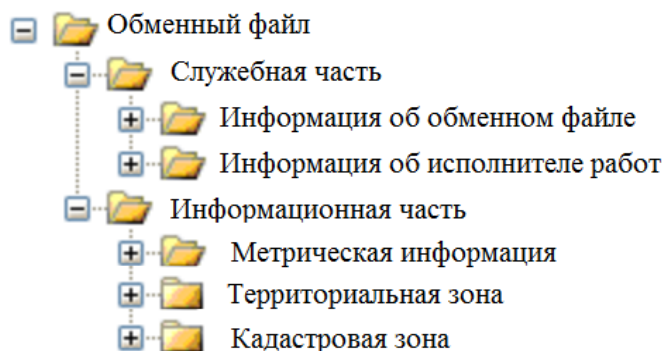 Обменный файл
Служебная часть
Информация об обменном файле
Информация об исполнителе работ
Информационная часть
Метрическая информация
Территориальная зона
Кадастровая зона